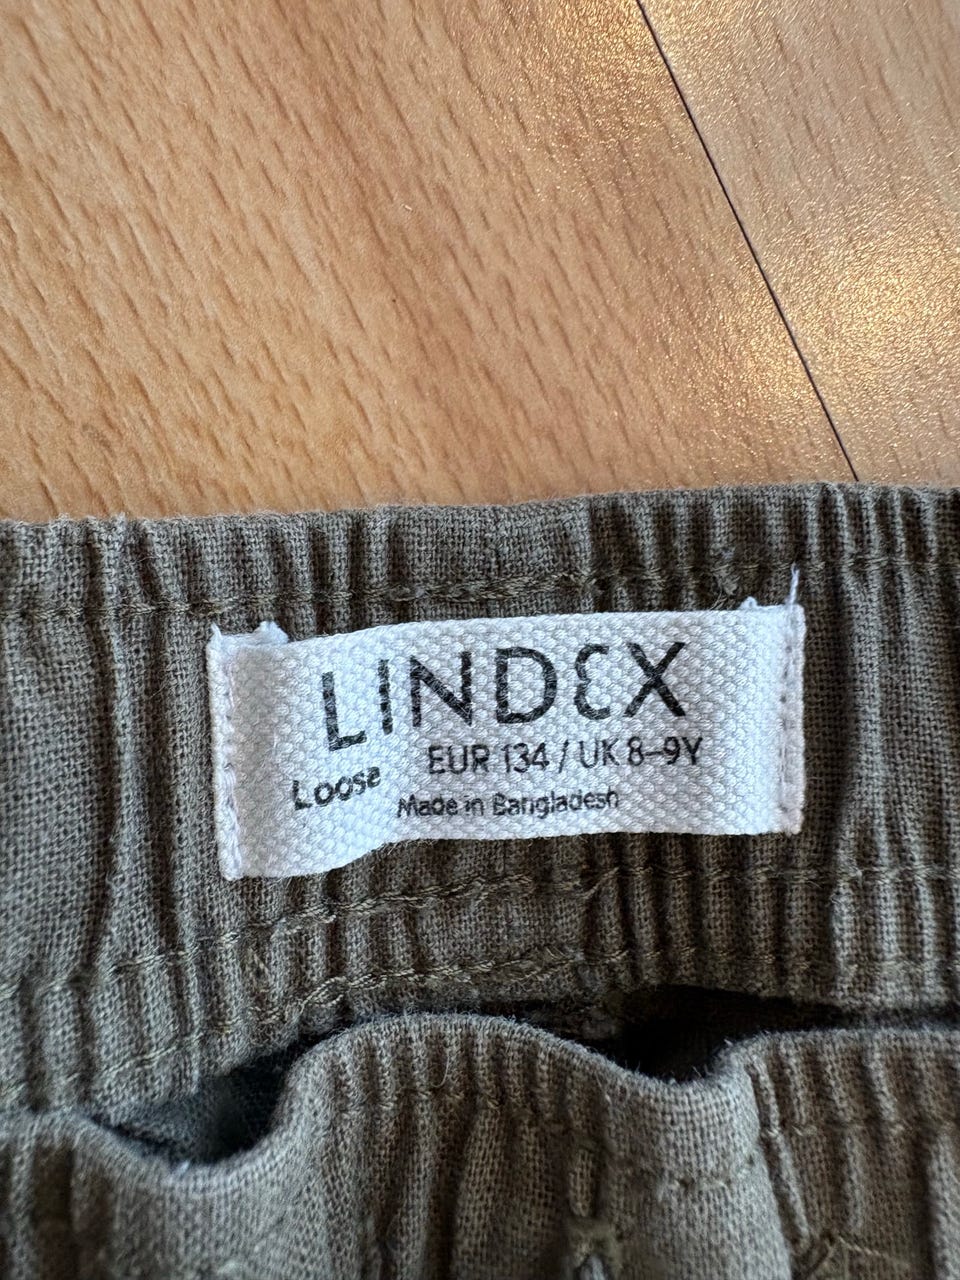 LINDEX
EUR 134 / UK 8–9Y
Loose
Made in Bangladesh